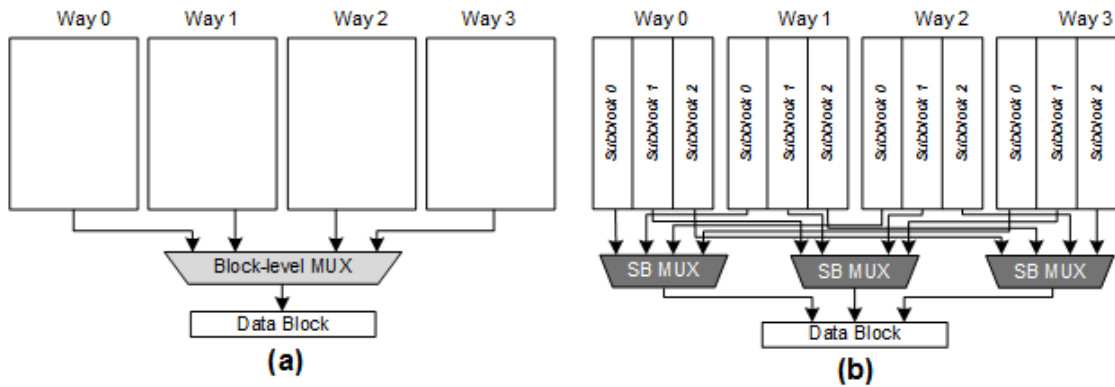 Way 0 Way 1 Way 2 Way 3
Block-level MUX
Data Block
(a)
Way 0 Way 1 Way 2 Way 3
Subblock 0 Subblock 1 Subblock 2 Subblock 0 Subblock 1 Subblock 2 Subblock 0 Subblock 1 Subblock 2 Subblock 0 Subblock 1 Subblock 2
SB MUX SB MUX SB MUX
Data Block
(b)